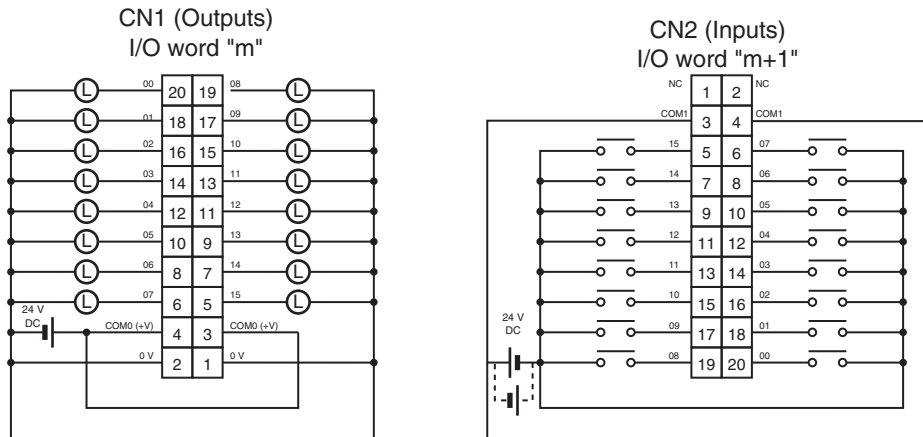 CN1 (Outputs)
I/O word "m"
00 20 19 08
L L
01 18 17 09
L L
02 16 15 10
L L
03 14 13 11
L L
04 12 11 12
L L
05 10 9 13
L L
06 8 7 14
L L
07 6 5 15
L L
24 V
DC
COM0 (+V) 4 3 COM0 (+V)
0 V 2 1 0 V
CN2 (Inputs)
I/O word "m+1"
NC 1 2 NC
COM1 3 4 COM1
15 5 6 07
14 7 8 06
13 9 10 05
12 11 12 04
11 13 14 03
10 15 16 02
24 V
DC
09 17 18 01
08 19 20 00